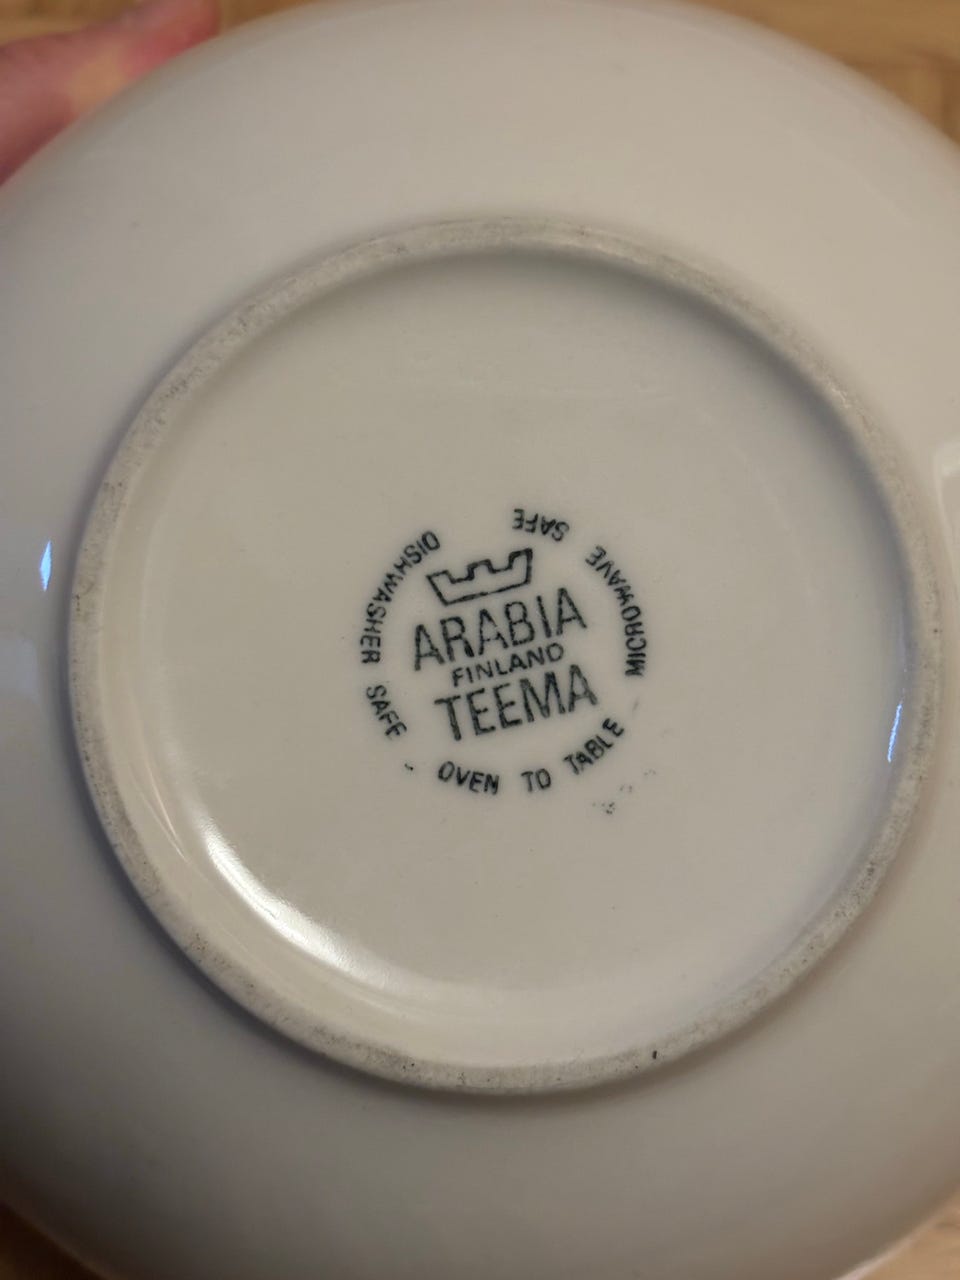 ARABIA
FINLAND
TEEMA
DISHWASHER SAFE
OVEN TO TABLE
MICROWAVE SAFE